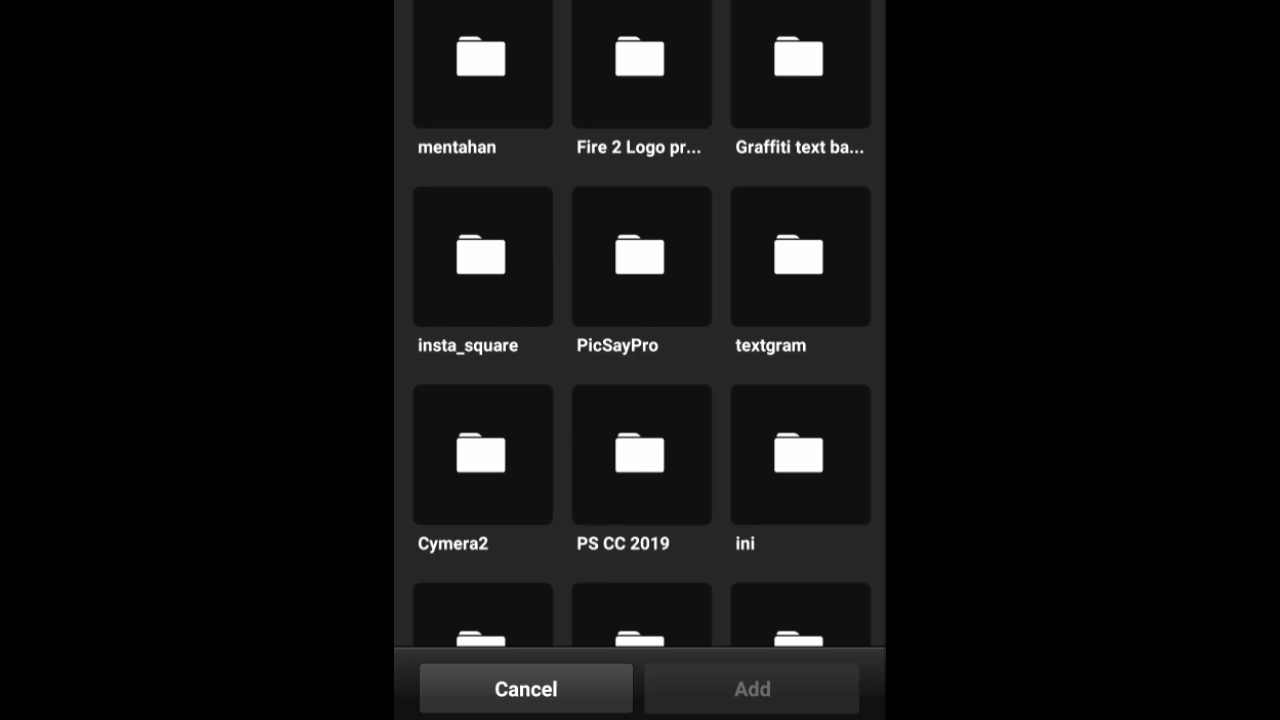 mentahan
Fire 2 Logo pr...
Graffiti text ba...
insta_square
PicSayPro
textgram
Cymera2
PS CC 2019
ini
Cancel
Add